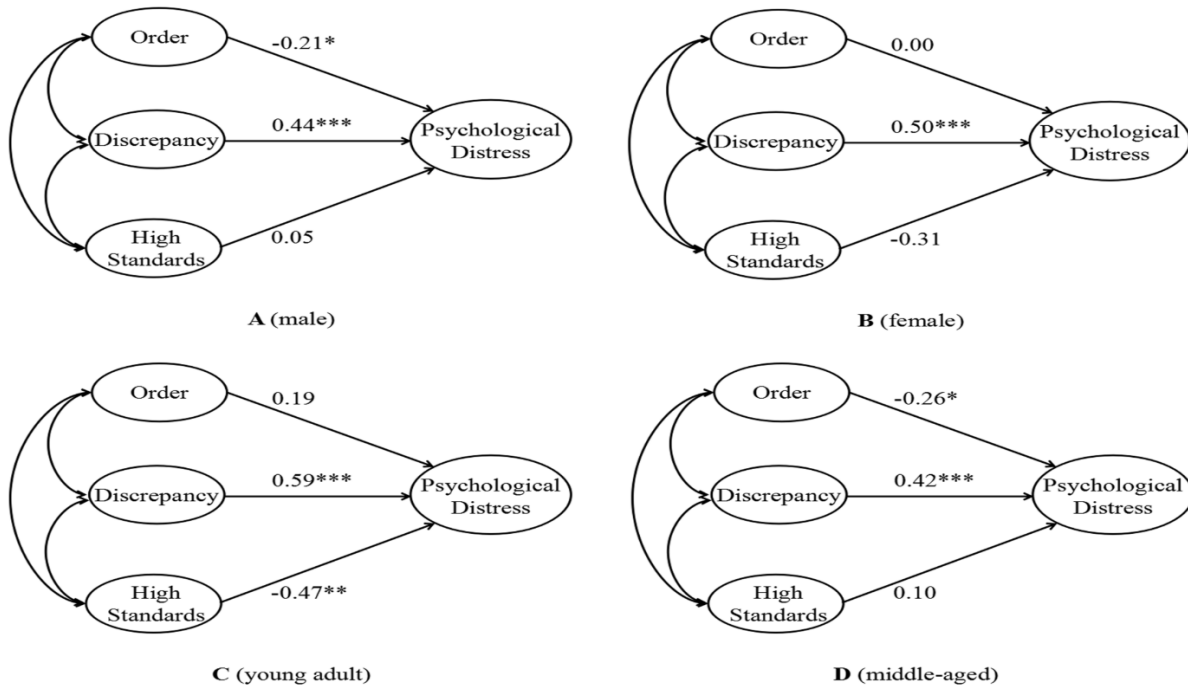 Order
-0.21*
Discrepancy
0.44***
Psychological
Distress
High
Standards
0.05
A (male)
Order
0.00
Discrepancy
0.50***
Psychological
Distress
High
Standards
-0.31
B (female)
Order
0.19
Discrepancy
0.59***
Psychological
Distress
High
Standards
-0.47**
C (young adult)
Order
-0.26*
Discrepancy
0.42***
Psychological
Distress
High
Standards
0.10
D (middle-aged)